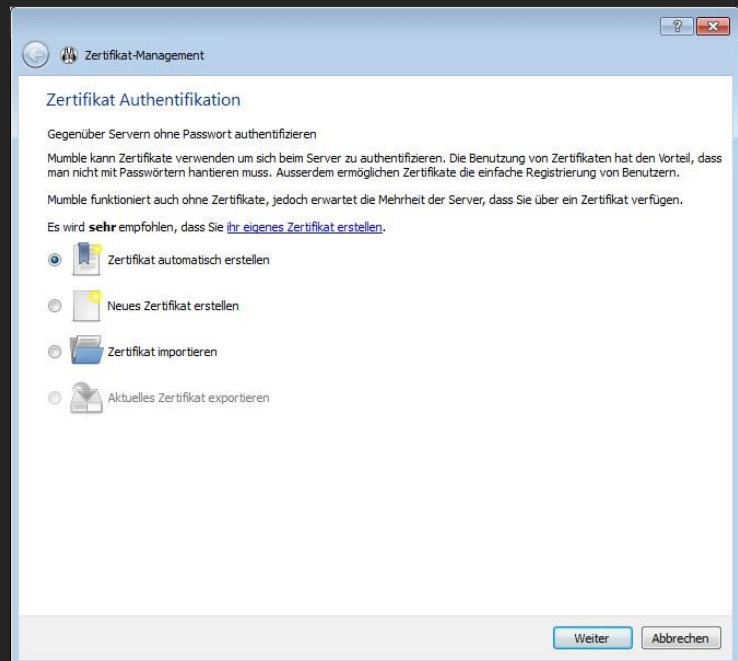 Zertifikat-Management
Zertifikat Authentifikation
Gegenüber Servern ohne Passwort authentifizieren
Mumble kann Zertifikate verwenden um sich beim Server zu authentifizieren. Die Benutzung von Zertifikaten hat den Vorteil, dass
man nicht mit Passwörtern hantieren muss. Ausserdem ermöglichen Zertifikate die einfache Registrierung von Benutzern.
Mumble funktioniert auch ohne Zertifikate, jedoch erwartet die Mehrheit der Server, dass Sie über ein Zertifikat verfügen.
Es wird sehr empfohlen, dass Sie ihr eigenes Zertifikat erstellen.
Zertifikat automatisch erstellen
Neues Zertifikat erstellen
Zertifikat importieren
Aktuelles Zertifikat exportieren
Weiter Abbrechen